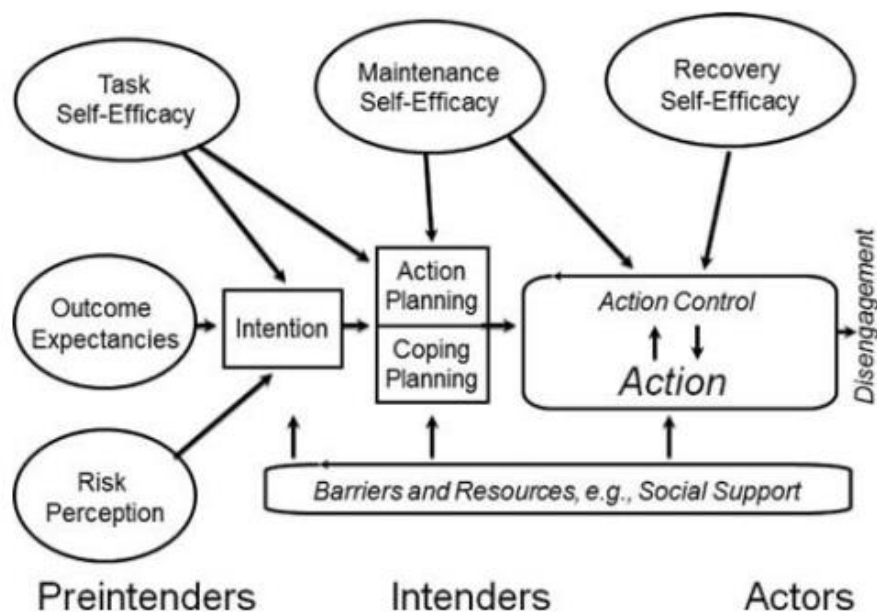 Task
Self-Efficacy
Maintenance
Self-Efficacy
Recovery
Self-Efficacy
Outcome
Expectancies
Intention
Action
Planning
Coping
Planning
Action Control
Action
Disengagement
Risk
Perception
Barriers and Resources, e.g., Social Support
Preintenders
Intenders
Actors